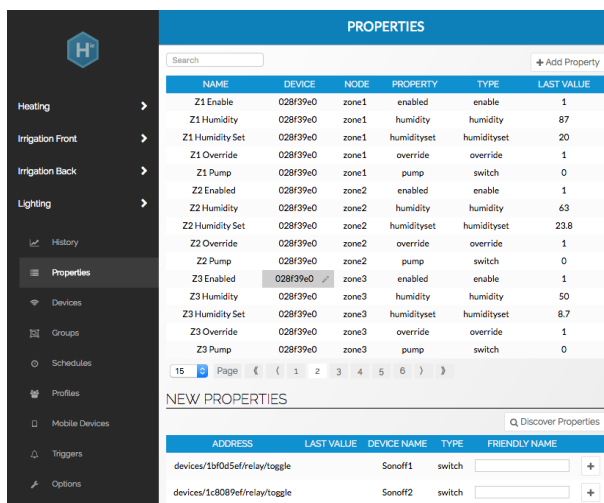 H ie
Heating
Irrigation Front
Irrigation Back
Lighting
History
Properties
Devices
Groups
Schedules
Profiles
Mobile Devices
Triggers
Options
PROPERTIES
Search
+ Add Property
NAME DEVICE NODE PROPERTY TYPE LAST VALUE
Z1 Enable 028f39e0 zone1 enabled enable 1
Z1 Humidity 028f39e0 zone1 humidity humidity 87
Z1 Humidity Set 028f39e0 zone1 humidityset humidityset 20
Z1 Override 028f39e0 zone1 override override 1
Z1 Pump 028f39e0 zone1 pump switch 0
Z2 Enabled 028f39e0 zone2 enabled enable 1
Z2 Humidity 028f39e0 zone2 humidity humidity 63
Z2 Humidity Set 028f39e0 zone2 humidityset humidityset 23.8
Z2 Override 028f39e0 zone2 override override 1
Z2 Pump 028f39e0 zone2 pump switch 0
Z3 Enabled 028f39e0 zone3 enabled enable 1
Z3 Humidity 028f39e0 zone3 humidity humidity 50
Z3 Humidity Set 028f39e0 zone3 humidityset humidityset 8.7
Z3 Override 028f39e0 zone3 override override 1
Z3 Pump 028f39e0 zone3 pump switch 0
15 Page ⟪ ⟨ 1 2 3 4 5 6 ⟩ ⟫
NEW PROPERTIES
Discover Properties
ADDRESS LAST VALUE DEVICE NAME TYPE FRIENDLY NAME
devices/1bf0d5ef/relay/toggle Sonoff1 switch +
devices/1c8089ef/relay/toggle Sonoff2 switch +